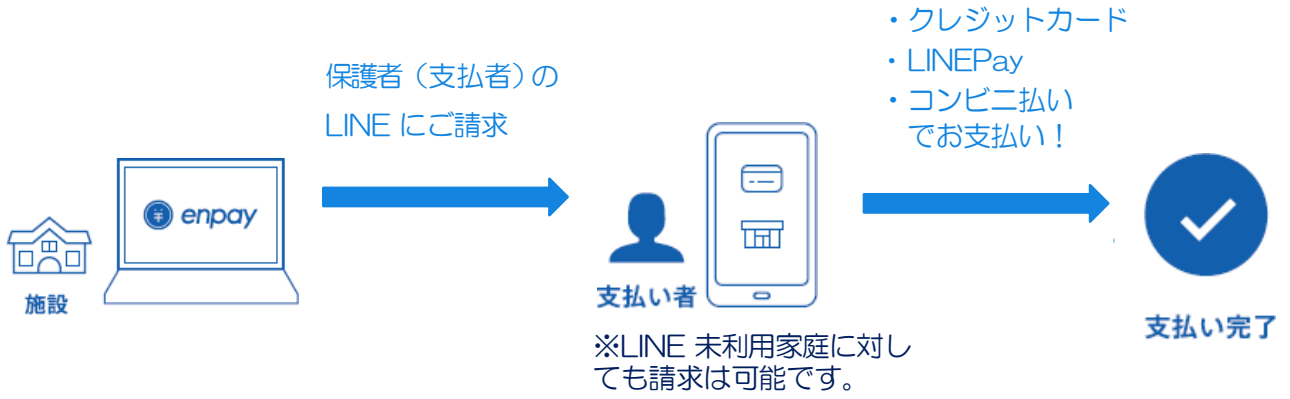 保護者（支払者）の
LINE にご請求
・クレジットカード
・LINEPay
・コンビニ払い
でお支払い！
enpay
施設
支払い者
※LINE 未利用家庭に対し
ても請求は可能です。
支払い完了